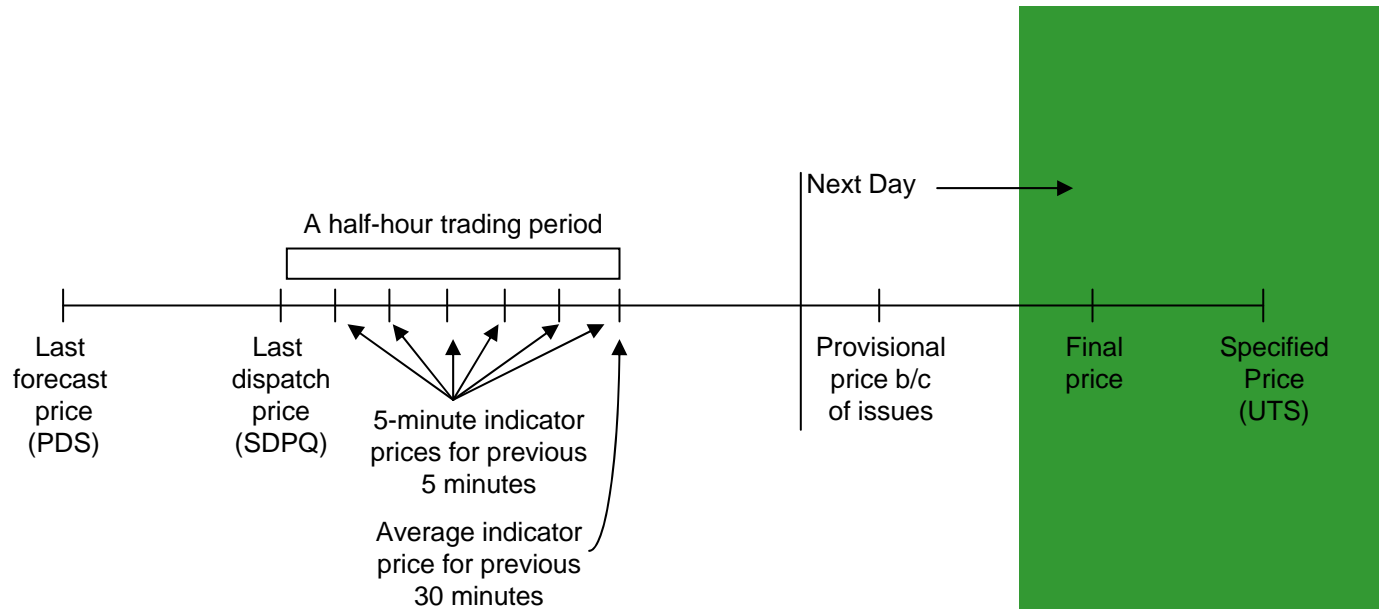 Next Day
A half-hour trading period
Last
forecast
price
(PDS)
Last
dispatch
price
(SDPQ)
5-minute indicator
prices for previous
5 minutes
Average indicator
price for previous
30 minutes
Provisional
price b/c
of issues
Final
price
Specified
Price
(UTS)